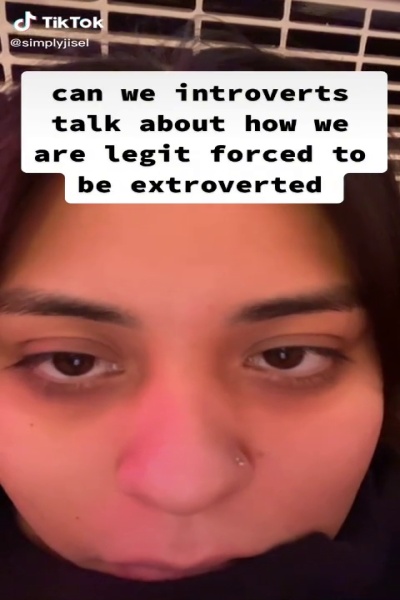 TikTok
@simplyjisel
can we introverts
talk about how we
are legit forced to
be extroverted